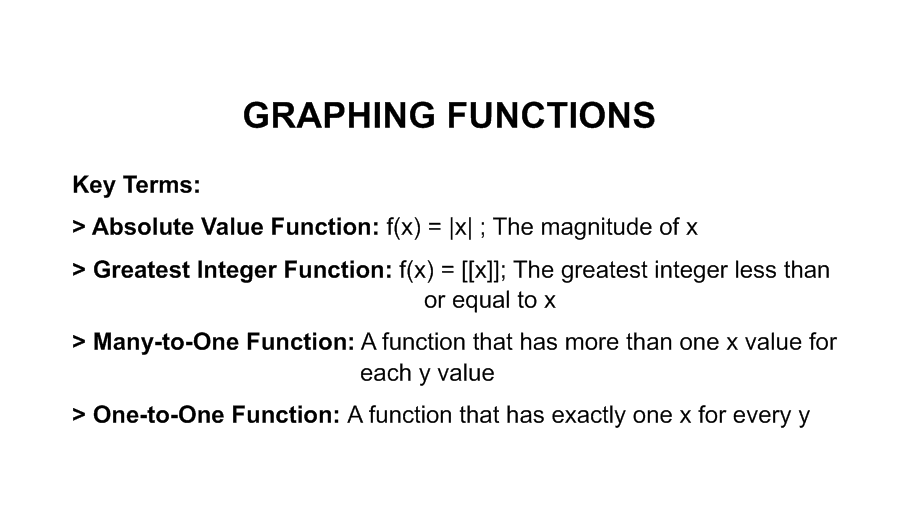 GRAPHING FUNCTIONS
Key Terms:
> Absolute Value Function: f(x) = |x| ; The magnitude of x
> Greatest Integer Function: f(x) = [[x]]; The greatest integer less than
or equal to x
> Many-to-One Function: A function that has more than one x value for
each y value
> One-to-One Function: A function that has exactly one x for every y